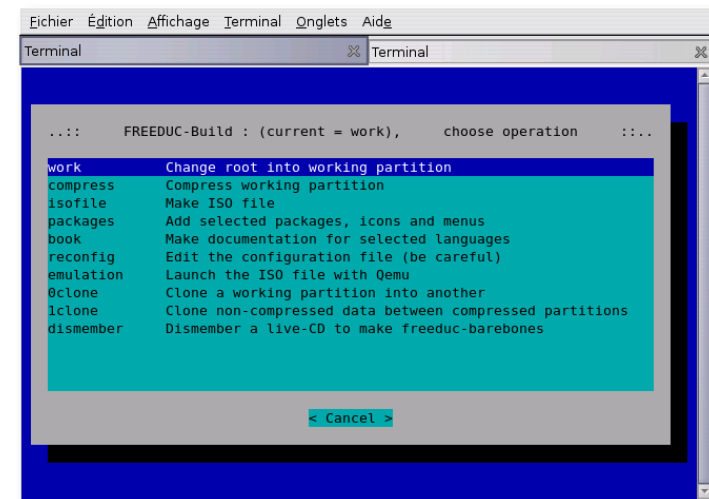 Fichier Édition Affichage Terminal Onglets Aide
Terminal Terminal
..:: FREEDUC-Build : (current = work), choose operation ::..
work Change root into working partition
compress Compress working partition
isofile Make ISO file
packages Add selected packages, icons and menus
book Make documentation for selected languages
reconfig Edit the configuration file (be careful)
emulation Launch the ISO file with Qemu
0clone Clone a working partition into another
1clone Clone non-compressed data between compressed partitions
dismember Dismember a live-CD to make freeduc-barebones
< Cancel >